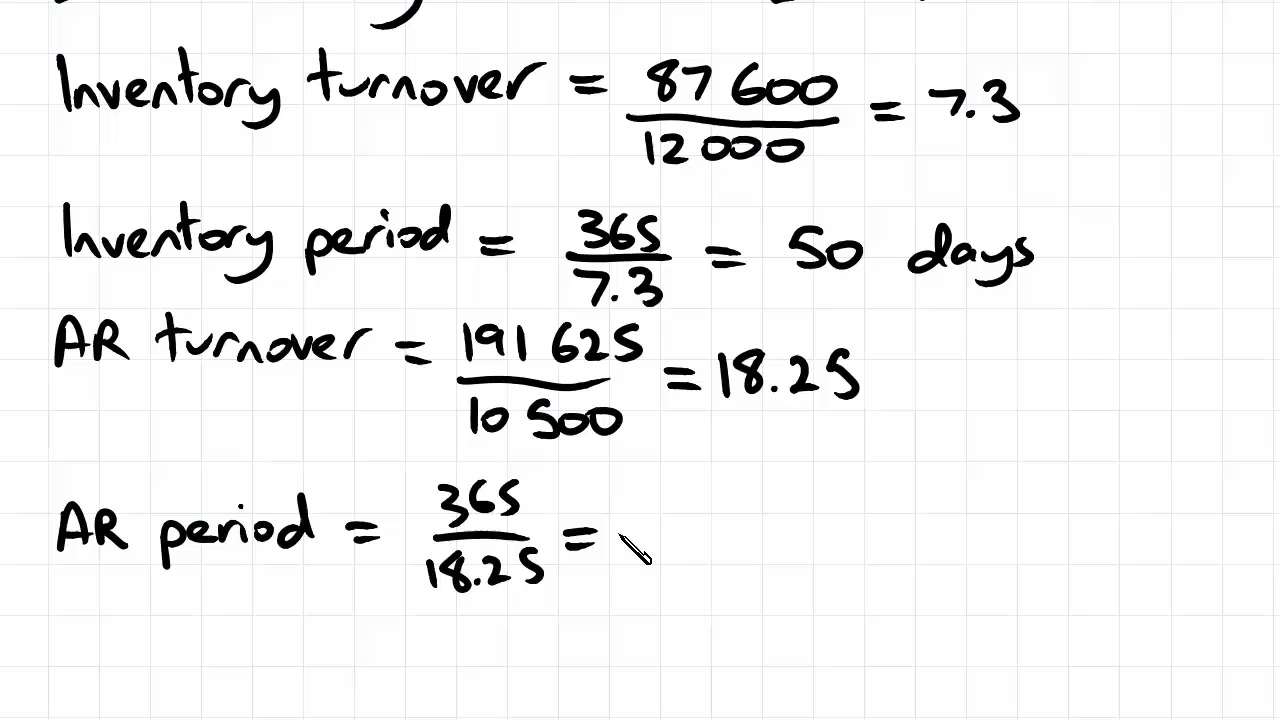 Inventory turnover = 87 600 / 12 000 = 7.3
Inventory period = 365 / 7.3 = 50 days
AR turnover = 191 625 / 10 500 = 18.25
AR period = 365 / 18.25 =